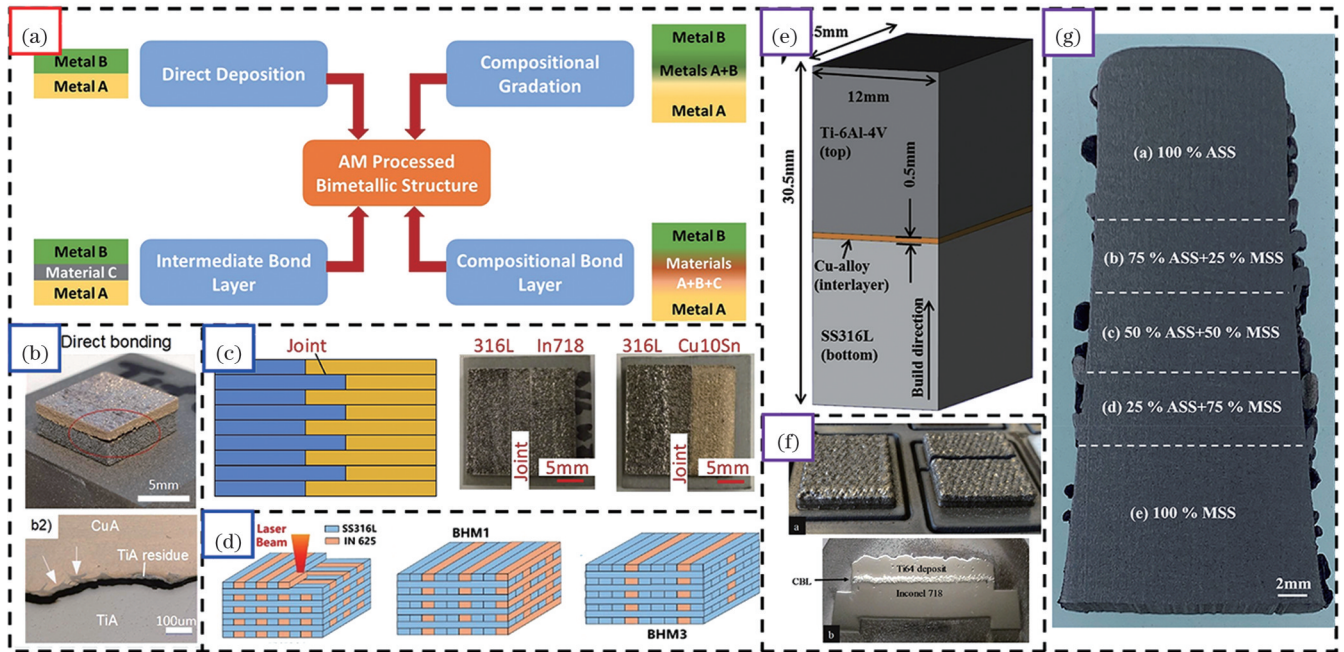 (a)
Metal B
Metal A
Direct Deposition
Compositional
Gradation
Metal B
Metals A+B
Metal A
AM Processed
Bimetallic Structure
Metal B
Material C
Metal A
Intermediate Bond
Layer
Compositional Bond
Layer
Metal B
Materials
A+B+C
Metal A
(b)
Direct bonding
5mm
b2)
CuA
TiA residue
TiA
100um
(c)
Joint
316L In718
Joint
5mm
316L Cu10Sn
Joint
5mm
(d)
Laser
Beam
SS316L
IN 625
BHM1
BHM3
(e)
5mm
12mm
Ti-6Al-4V
(top)
30.5mm
0.5mm
Cu-alloy
(interlayer)
SS316L
(bottom)
Build direction
(f)
a
Ti64 deposit
CBL
Inconel 718
b
(g)
(a) 100 % ASS
(b) 75 % ASS+25 % MSS
(c) 50 % ASS+50 % MSS
(d) 25 % ASS+75 % MSS
(e) 100 % MSS
2mm